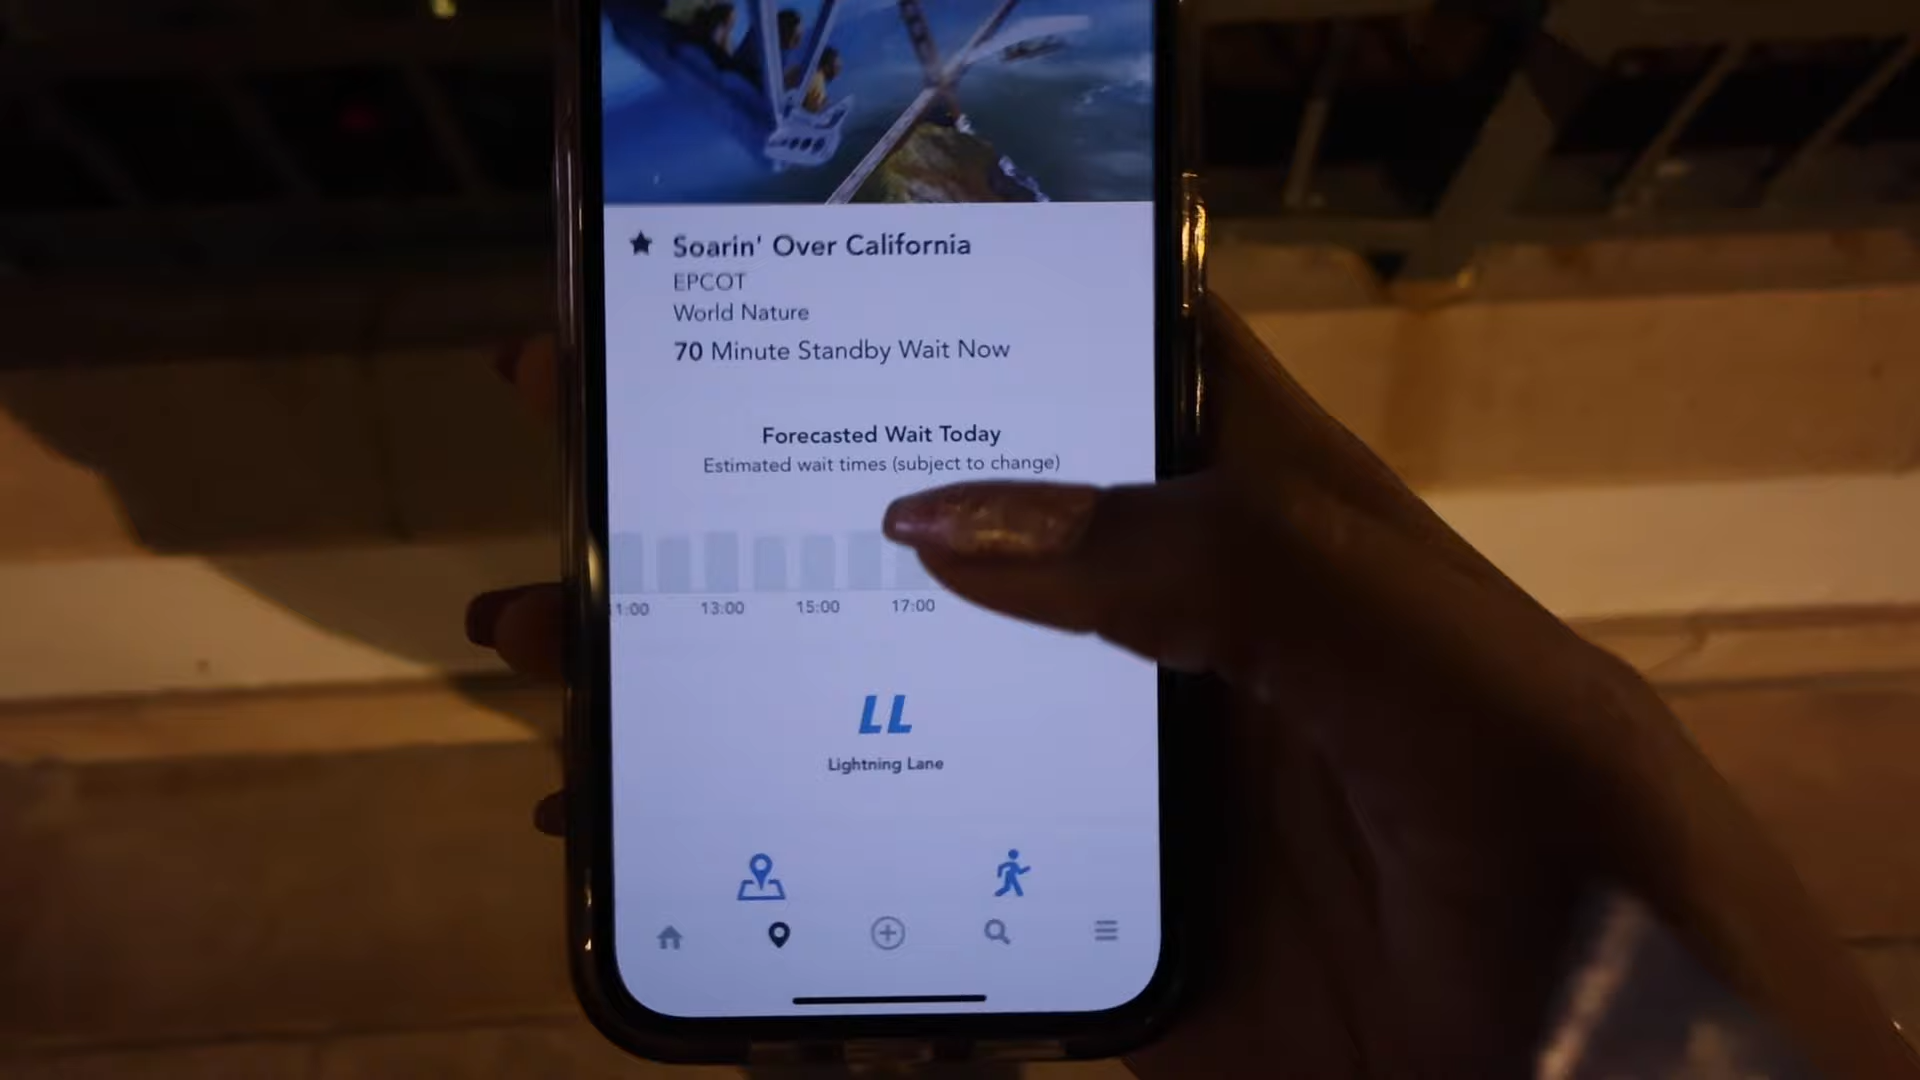 Soarin' Over California
EPCOT
World Nature
70 Minute Standby Wait Now
Forecasted Wait Today
Estimated wait times (subject to change)
1:00 13:00 15:00 17:00
LL
Lightning Lane